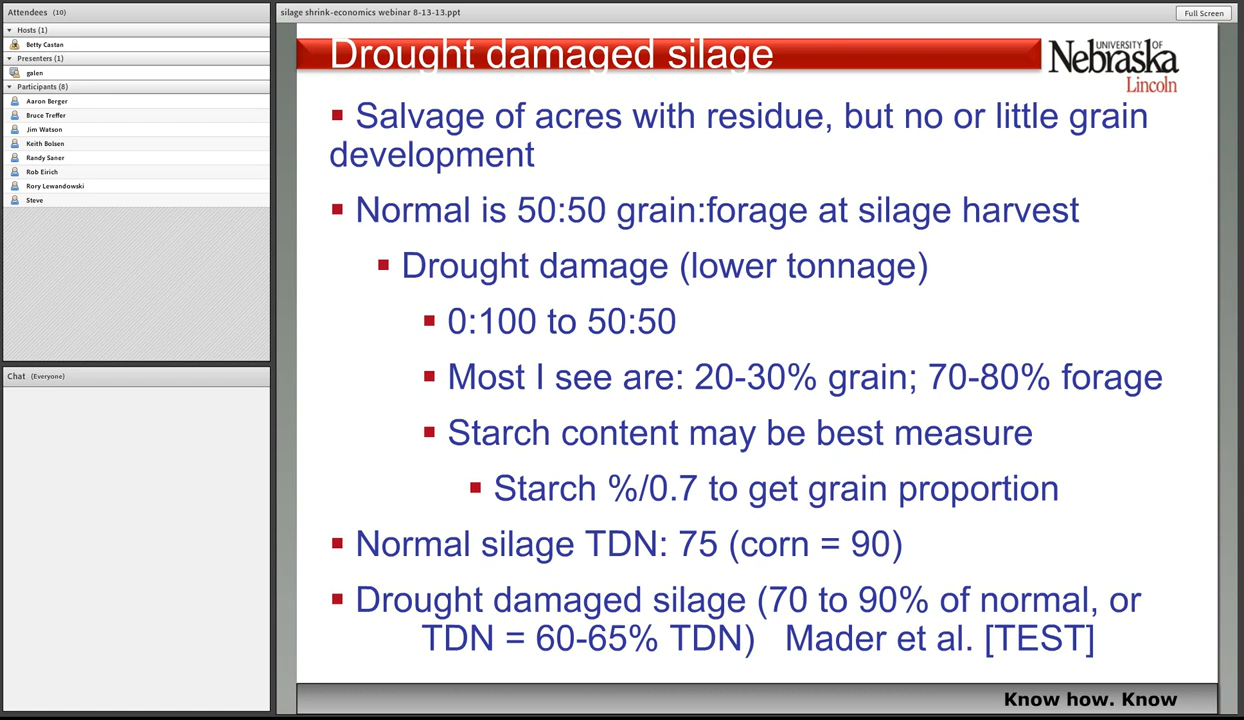 Attendees (10)
Hosts (1)
Betty Castan
Presenters (1)
galen
Participants (8)
Aaron Berger
Bruce Treffer
Jim Watson
Keith Bolsen
Randy Saner
Rob Eirich
Rory Lewandowski
Steve
Chat (Everyone)
silage shrink-economics webinar 8-13-13.ppt
Full Screen
Drought damaged silage
UNIVERSITY OF
Nebraska
Lincoln
▪ Salvage of acres with residue, but no or little grain
development
▪ Normal is 50:50 grain:forage at silage harvest
▪ Drought damage (lower tonnage)
▪ 0:100 to 50:50
▪ Most I see are: 20-30% grain; 70-80% forage
▪ Starch content may be best measure
▪ Starch %/0.7 to get grain proportion
▪ Normal silage TDN: 75 (corn = 90)
▪ Drought damaged silage (70 to 90% of normal, or
TDN = 60-65% TDN) Mader et al. [TEST]
Know how. Know